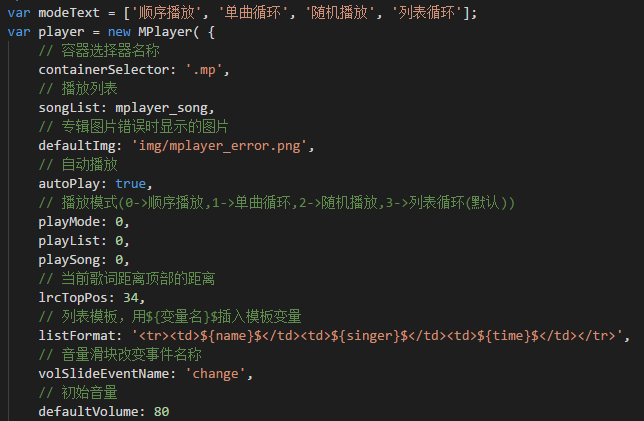 var modeText = ['顺序播放', '单曲循环', '随机播放', '列表循环'];
var player = new MPlayer( {
// 容器选择器名称
containerSelector: '.mp',
// 播放列表
songList: mplayer_song,
// 专辑图片错误时显示的图片
defaultImg: 'img/mplayer_error.png',
// 自动播放
autoPlay: true,
// 播放模式(0->顺序播放,1->单曲循环,2->随机播放,3->列表循环(默认))
playMode: 0,
playList: 0,
playSong: 0,
// 当前歌词距离顶部的距离
lrcTopPos: 34,
// 列表模板，用${变量名}$插入模板变量
listFormat: '<tr><td>${name}$</td><td>${singer}$</td><td>${time}$</td></tr>',
// 音量滑块改变事件名称
volSlideEventName: 'change',
// 初始音量
defaultVolume: 80